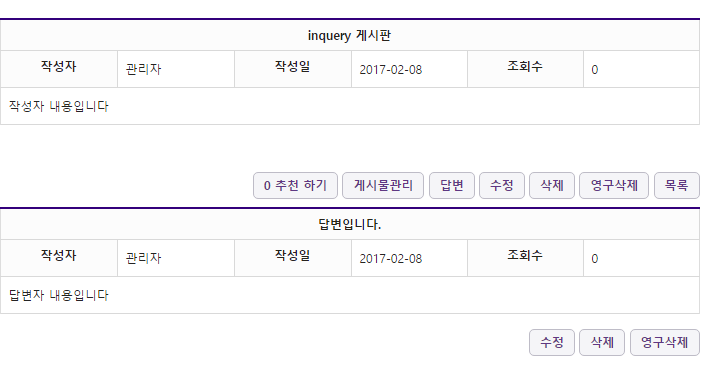 inquery 게시판
작성자 관리자 작성일 2017-02-08 조회수 0
작성자 내용입니다
0 추천 하기 게시물관리 답변 수정 삭제 영구삭제 목록
답변입니다.
작성자 관리자 작성일 2017-02-08 조회수 0
답변자 내용입니다
수정 삭제 영구삭제